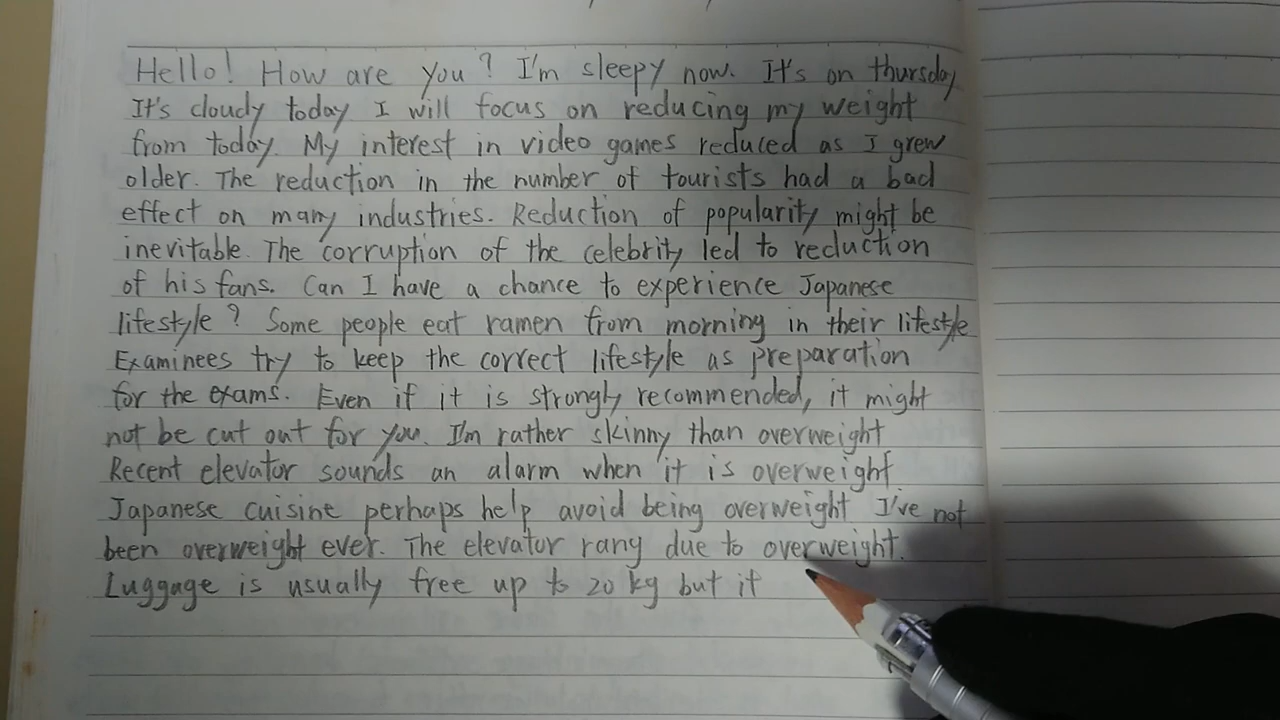 Hello! How are you? I'm sleepy now. It's on thursday
It's cloudy today. I will focus on reducing my weight
from today. My interest in video games reduced as I grew
older. The reduction in the number of tourists had a bad
effect on many industries. Reduction of popularity might be
inevitable. The corruption of the celebrity led to reduction
of his fans. Can I have a chance to experience Japanese
lifestyle? Some people eat ramen from morning in their lifestyle
Examinees try to keep the correct lifestyle as preparation
for the exams. Even if it is strongly recommended, it might
not be cut out for you. I'm rather skinny than overweight
Recent elevator sounds an alarm when it is overweight.
Japanese cuisine perhaps help avoid being overweight I've not
been overweight ever. The elevator rang due to overweight.
Luggage is usually free up to 20 kg but it